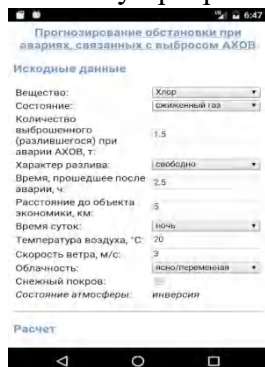 6:47
Прогнозирование обстановки при
авариях, связанных с выбросом АХОВ
Исходные данные
Вещество: Хлор
Состояние: сжиженный газ
Количество
выброшенного
(разлившегося) при
аварии АХОВ, т: 1.5
Характер разлива: свободно
Время, прошедшее после
аварии, ч: 2.5
Расстояние до объекта
экономики, км: 5
Время суток: ночь
Температура воздуха, °C: 20
Скорость ветра, м/с: 3
Облачность: ясно/переменная
Снежный покров:
Состояние атмосферы: инверсия
Расчет